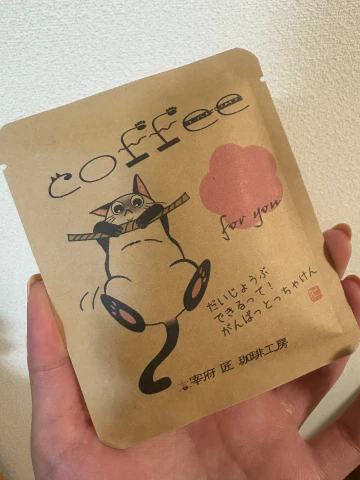 coffee
for you
だいじょうぶ
できるって!
がんばっとっちゃけん
宰府 匠 珈琲工房